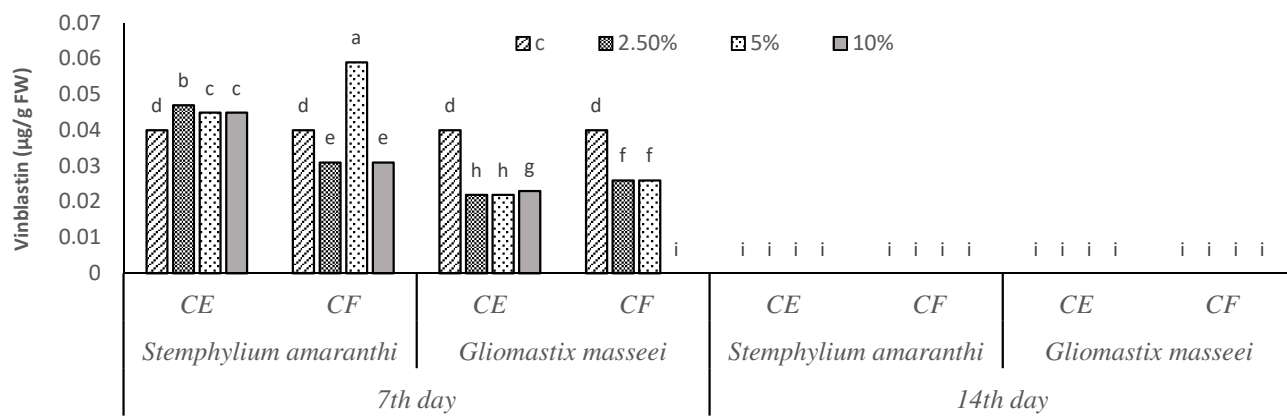 0.07
0.06
0.05
0.04
0.03
0.02
0.01
0
Vinblastin (µg/g FW)
c 2.50% 5% 10%
d b c c d e a e d h h g d f f i i i i i i i i i i i i i i i i i
CE CF CE CF CE CF CE CF
Stemphylium amaranthi Gliomastix masseei Stemphylium amaranthi Gliomastix masseei
7th day 14th day